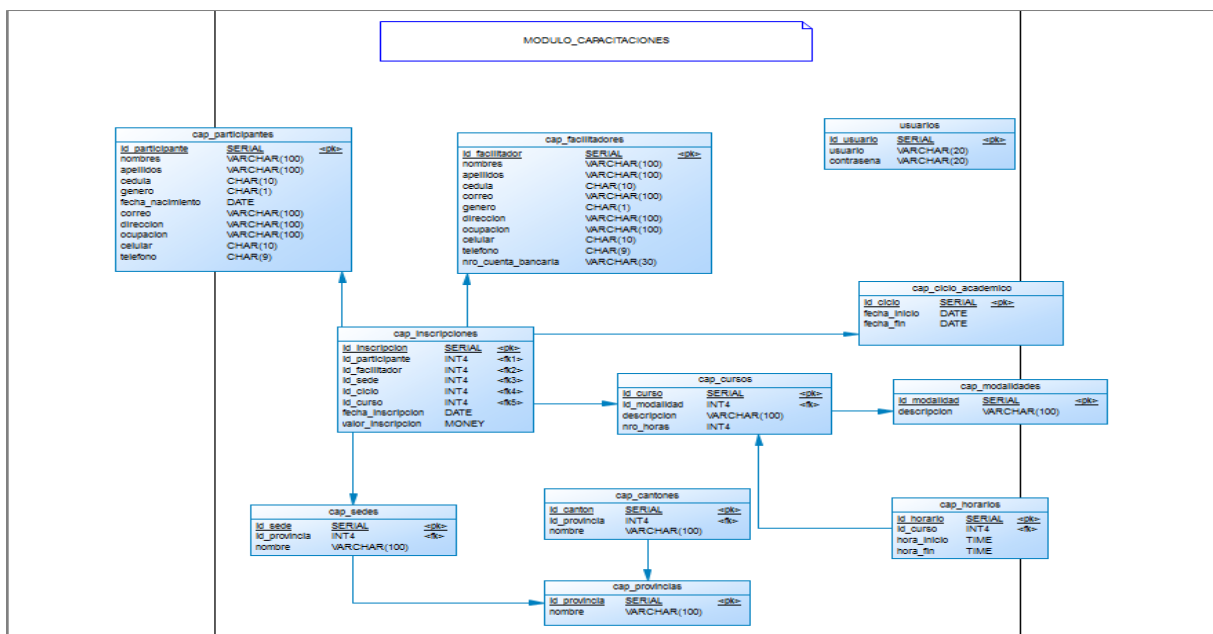 MODULO_CAPACITACIONES
cap_participantes
id_participante SERIAL <pk>
nombres VARCHAR(100)
apellidos VARCHAR(100)
cedula CHAR(10)
genero CHAR(1)
fecha_nacimiento DATE
correo VARCHAR(100)
direccion VARCHAR(100)
ocupacion VARCHAR(100)
celular CHAR(10)
telefono CHAR(9)
cap_facilitadores
id_facilitador SERIAL <pk>
nombres VARCHAR(100)
apellidos VARCHAR(100)
cedula CHAR(10)
correo VARCHAR(100)
genero CHAR(1)
direccion VARCHAR(100)
ocupacion VARCHAR(100)
celular CHAR(10)
telefono CHAR(9)
nro_cuenta_bancaria VARCHAR(30)
usuarios
id_usuario SERIAL <pk>
usuario VARCHAR(20)
contrasena VARCHAR(20)
cap_ciclo_academico
id_ciclo SERIAL <pk>
fecha_inicio DATE
fecha_fin DATE
cap_inscripciones
id_inscripcion SERIAL <pk>
id_participante INT4 <fk1>
id_facilitador INT4 <fk2>
id_sede INT4 <fk3>
id_ciclo INT4 <fk4>
id_curso INT4 <fk5>
fecha_inscripcion DATE
valor_inscripcion MONEY
cap_cursos
id_curso SERIAL <pk>
id_modalidad INT4 <fk>
descripcion VARCHAR(100)
nro_horas INT4
cap_modalidades
id_modalidad SERIAL <pk>
descripcion VARCHAR(100)
cap_sedes
id_sede SERIAL <pk>
id_provincia INT4 <fk>
nombre VARCHAR(100)
cap_cantones
id_canton SERIAL <pk>
id_provincia INT4 <fk>
nombre VARCHAR(100)
cap_horarios
id_horario SERIAL <pk>
id_curso INT4 <fk>
hora_inicio TIME
hora_fin TIME
cap_provincias
id_provincia SERIAL <pk>
nombre VARCHAR(100)